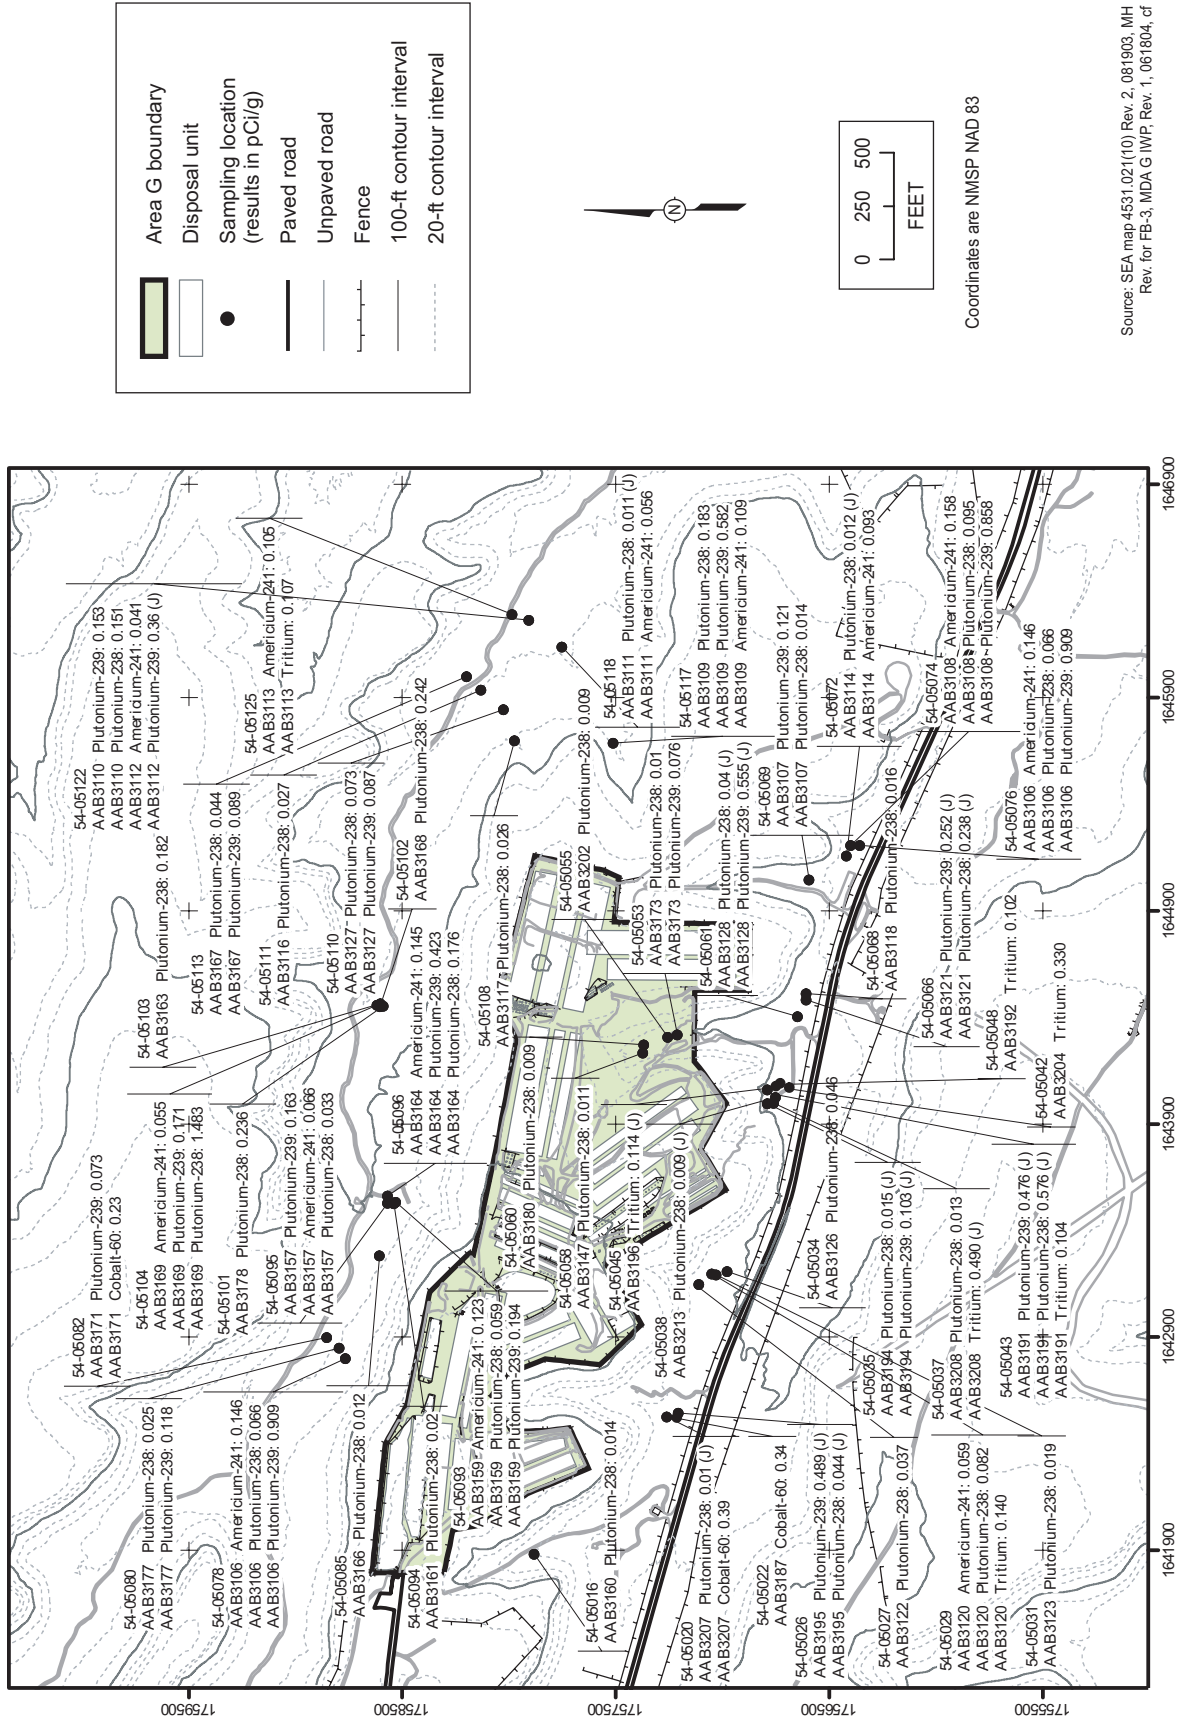 Area G boundary
Disposal unit
Sampling location
(results in pCi/g)
Paved road
Unpaved road
Fence
100-ft contour interval
20-ft contour interval
N
0 250 500
FEET
Coordinates are NMSP NAD 83
Source: SEA map 4531.021(10) Rev. 2, 081903, MH
Rev. for FB-3, MDA G IWP, Rev. 1, 061804, cf
54-05122
AAB3110 Plutonium-239: 0.153
AAB3110 Plutonium-238: 0.151
AAB3112 Americium-241: 0.041
AAB3112 Plutonium-239: 0.36 (J)
54-05125
AAB3113 Americium-241: 0.105
AAB3113 Tritium: 0.107
54-05103
AAB3163 Plutonium-238: 0.182
54-05113
AAB3167 Plutonium-238: 0.044
AAB3167 Plutonium-239: 0.089
54-05111
AAB3116 Plutonium-238: 0.027
54-05110
AAB3127 Plutonium-238: 0.073
AAB3127 Plutonium-239: 0.087
54-05102
AAB3168 Plutonium-238: 0.242
54-05082
AAB3171 Plutonium-239: 0.073
AAB3171 Cobalt-60: 0.23
54-05104
AAB3169 Americium-241: 0.055
AAB3169 Plutonium-239: 0.171
AAB3169 Plutonium-238: 1.483
54-05101
AAB3178 Plutonium-238: 0.236
54-05095
AAB3157 Plutonium-239: 0.163
AAB3157 Americium-241: 0.066
AAB3157 Plutonium-238: 0.033
54-05096
AAB3164 Americium-241: 0.145
AAB3164 Plutonium-239: 0.423
AAB3164 Plutonium-238: 0.176
54-05108
AAB3117 Plutonium-238: 0.026
54-05080
AAB3177 Plutonium-238: 0.025
AAB3177 Plutonium-239: 0.118
54-05078
AAB3106 Americium-241: 0.146
AAB3106 Plutonium-238: 0.066
AAB3106 Plutonium-239: 0.909
54-05085
AAB3166 Plutonium-238: 0.012
54-05094
AAB3161 Plutonium-238: 0.02
54-05093
AAB3159 Americium-241: 0.123
AAB3159 Plutonium-238: 0.059
AAB3159 Plutonium-239: 0.194
54-05060
AAB3180 Plutonium-238: 0.009
54-05058
AAB3147 Plutonium-238: 0.011
54-05045
AAB3196 Tritium: 0.114 (J)
54-05038
AAB3213 Plutonium-238: 0.009 (J)
54-05055
AAB3202 Plutonium-238: 0.009
54-05053
AAB3173 Plutonium-238: 0.01
AAB3173 Plutonium-239: 0.076
54-05061
AAB3128 Plutonium-238: 0.04 (J)
AAB3128 Plutonium-239: 0.555 (J)
54-05118
AAB3111 Plutonium-238: 0.011 (J)
AAB3111 Americium-241: 0.056
54-05117
AAB3109 Plutonium-238: 0.183
AAB3109 Plutonium-239: 0.582
AAB3109 Americium-241: 0.109
54-05069
AAB3107 Plutonium-239: 0.121
AAB3107 Plutonium-238: 0.014
54-05072
AAB3114 Plutonium-238: 0.012 (J)
AAB3114 Americium-241: 0.093
54-05074
AAB3108 Americium-241: 0.158
AAB3108 Plutonium-238: 0.095
AAB3108 Plutonium-239: 0.858
54-05076
AAB3106 Americium-241: 0.146
AAB3106 Plutonium-238: 0.066
AAB3106 Plutonium-239: 0.909
54-05068
AAB3118 Plutonium-238: 0.016
54-05066
AAB3121 Plutonium-239: 0.252 (J)
AAB3121 Plutonium-238: 0.238 (J)
54-05048
AAB3192 Tritium: 0.102
54-05042
AAB3204 Tritium: 0.330
54-05034
AAB3126 Plutonium-238: 0.046
54-05035
AAB3194 Plutonium-238: 0.015 (J)
AAB3194 Plutonium-239: 0.103 (J)
54-05037
AAB3208 Plutonium-238: 0.013
AAB3208 Tritium: 0.490 (J)
54-05043
AAB3191 Plutonium-239: 0.476 (J)
AAB3191 Plutonium-238: 0.576 (J)
AAB3191 Tritium: 0.104
54-05016
AAB3160 Plutonium-238: 0.014
54-05020
AAB3207 Plutonium-238: 0.01 (J)
AAB3207 Cobalt-60: 0.39
54-05022
AAB3187 Cobalt-60: 0.34
54-05026
AAB3195 Plutonium-239: 0.489 (J)
AAB3195 Plutonium-238: 0.044 (J)
54-05027
AAB3122 Plutonium-238: 0.037
54-05029
AAB3120 Americium-241: 0.059
AAB3120 Plutonium-238: 0.082
AAB3120 Tritium: 0.140
54-05031
AAB3123 Plutonium-238: 0.019
1759500
1758500
1757500
1756500
1755500
1641900
1642900
1643900
1644900
1645900
1646900